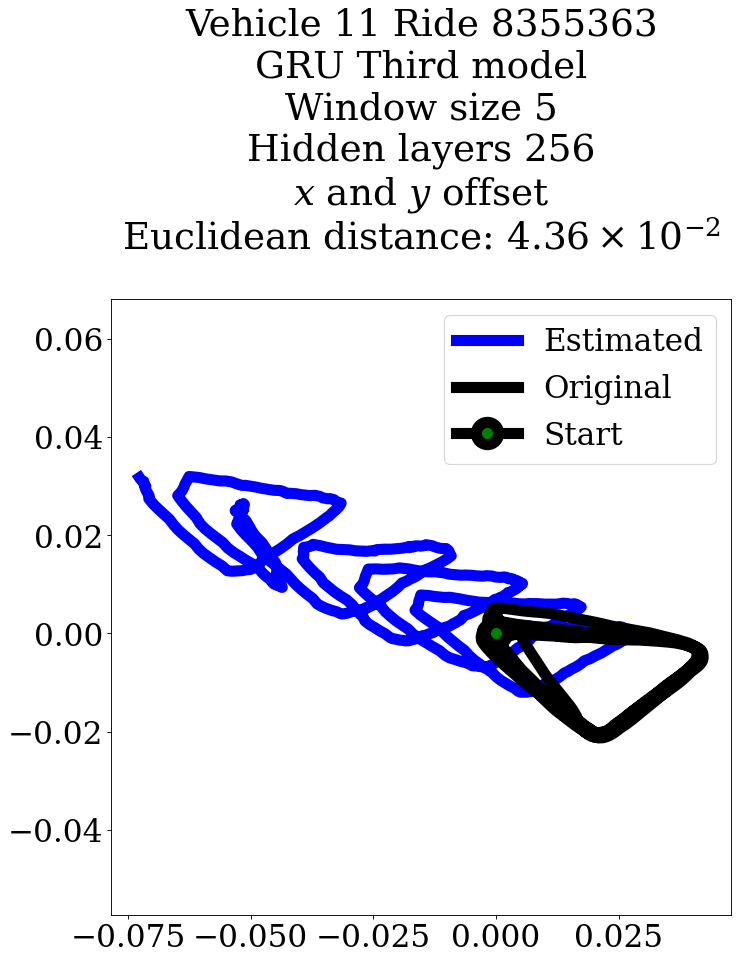 Vehicle 11 Ride 8355363
GRU Third model
Window size 5
Hidden layers 256
x and y offset
Euclidean distance: 4.36 × 10⁻²
Estimated
Original
Start
0.06
0.04
0.02
0.00
−0.02
−0.04
−0.075 −0.050 −0.025 0.000 0.025